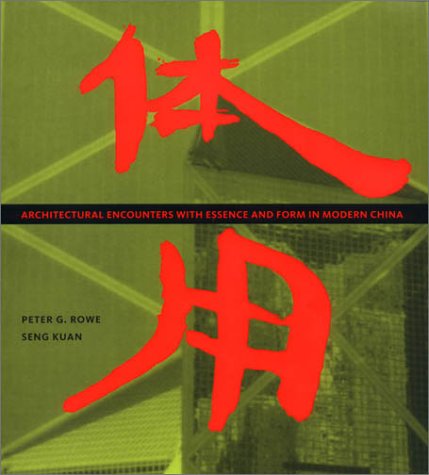 体
ARCHITECTURAL ENCOUNTERS WITH ESSENCE AND FORM IN MODERN CHINA
用
PETER G. ROWE
SENG KUAN